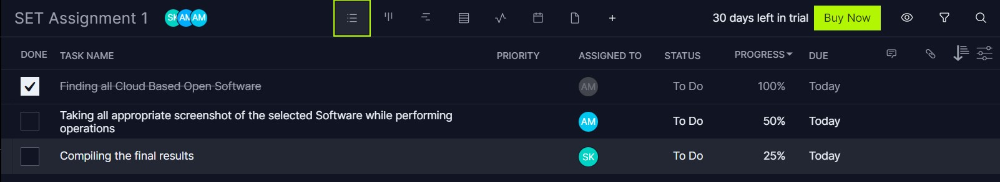 SET Assignment 1 SK AM AM 30 days left in trial Buy Now
DONE TASK NAME PRIORITY ASSIGNED TO STATUS PROGRESS DUE
Finding all Cloud Based Open Software AM To Do 100% Today
Taking all appropriate screenshot of the selected Software while performing
operations AM To Do 50% Today
Compiling the final results SK To Do 25% Today